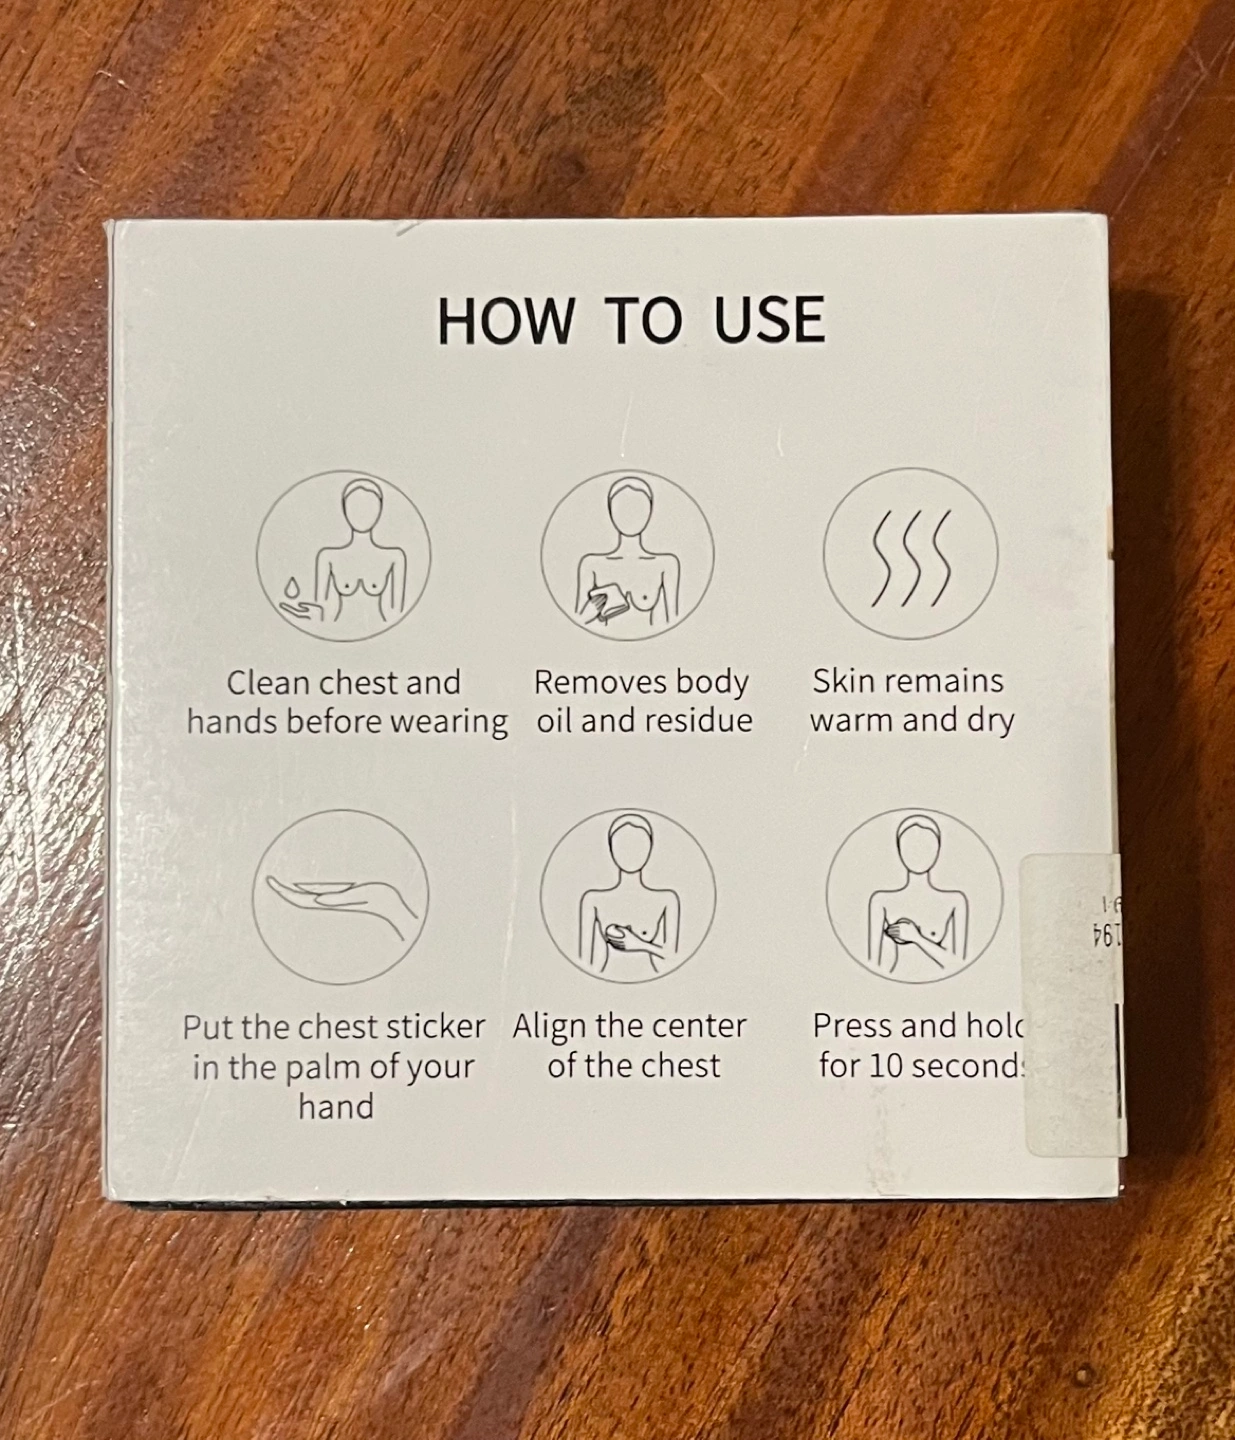 HOW TO USE
Clean chest and
hands before wearing
Removes body
oil and residue
Skin remains
warm and dry
Put the chest sticker
in the palm of your
hand
Align the center
of the chest
Press and hold
for 10 seconds